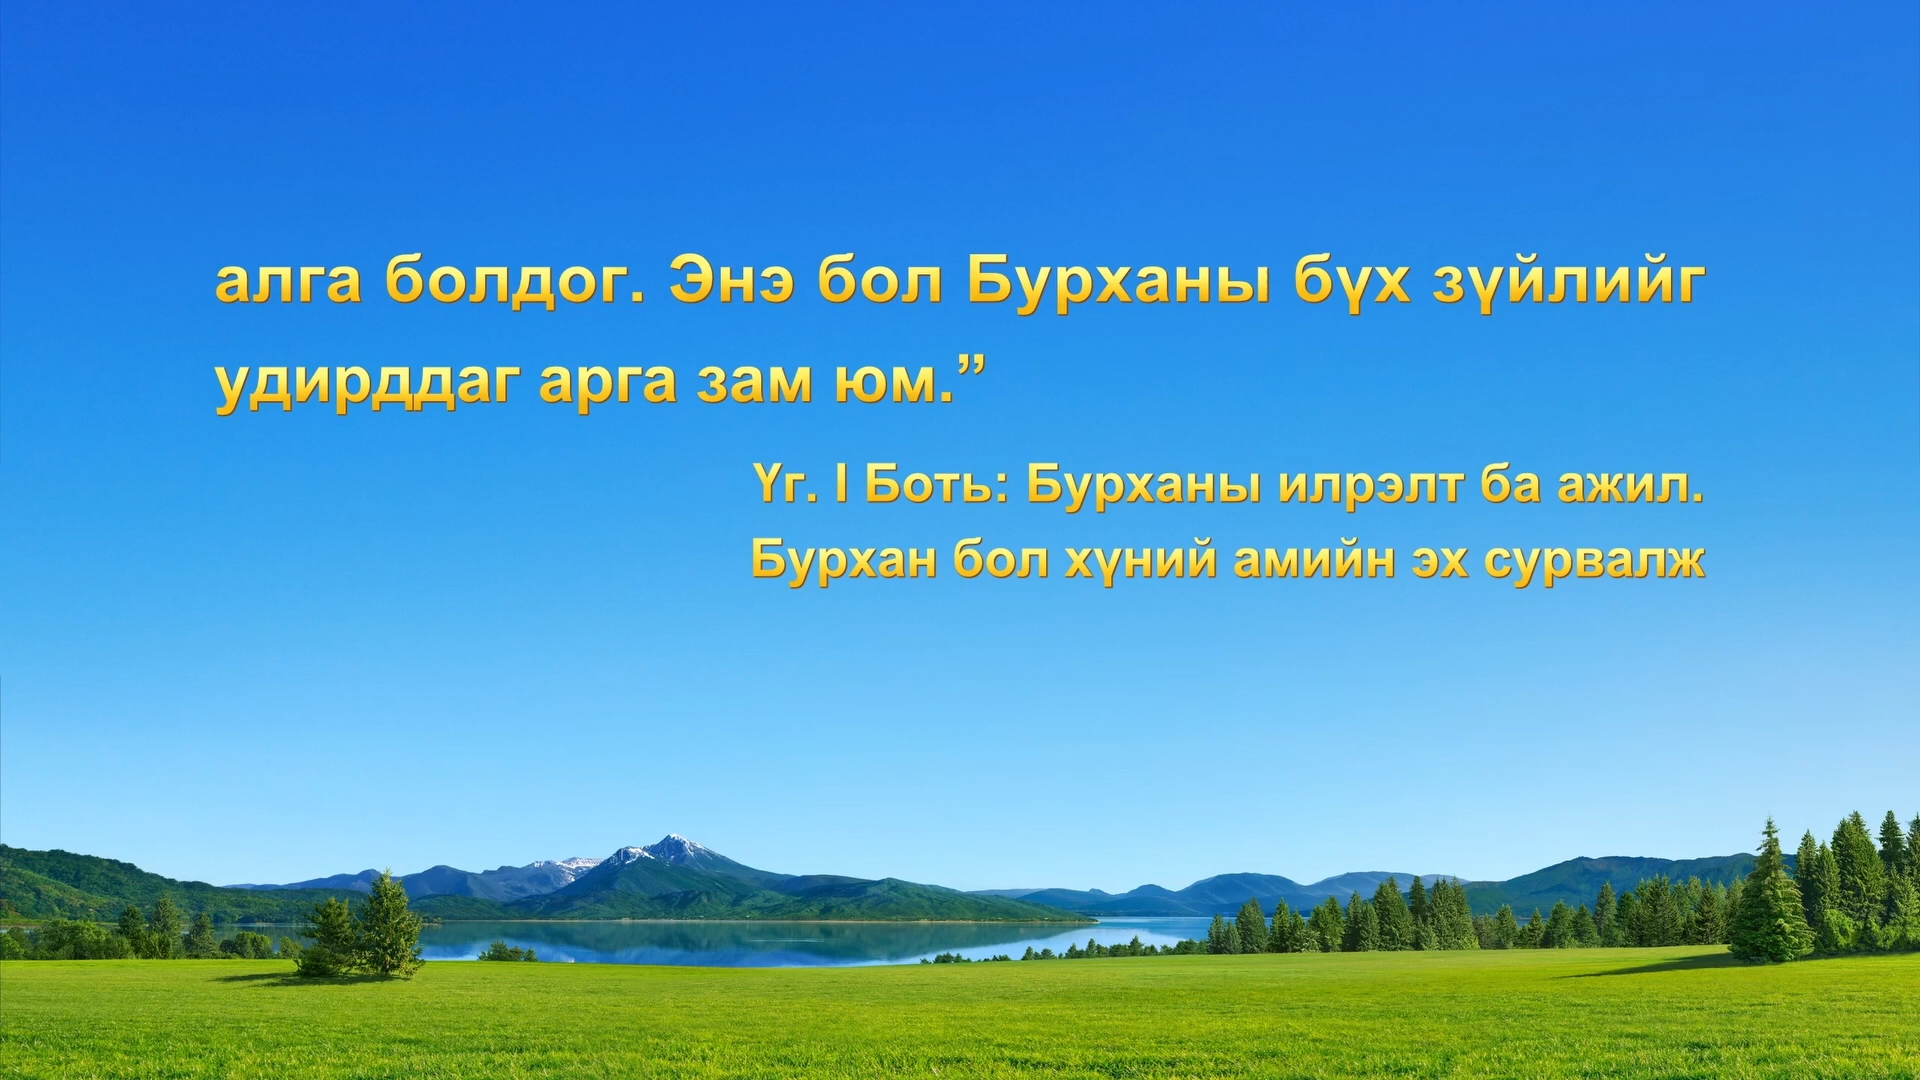 алга болдог. Энэ бол Бурханы бүх зүйлийг
удирддаг арга зам юм.”
Үг. I Боть: Бурханы илрэлт ба ажил.
Бурхан бол хүний амийн эх сурвалж